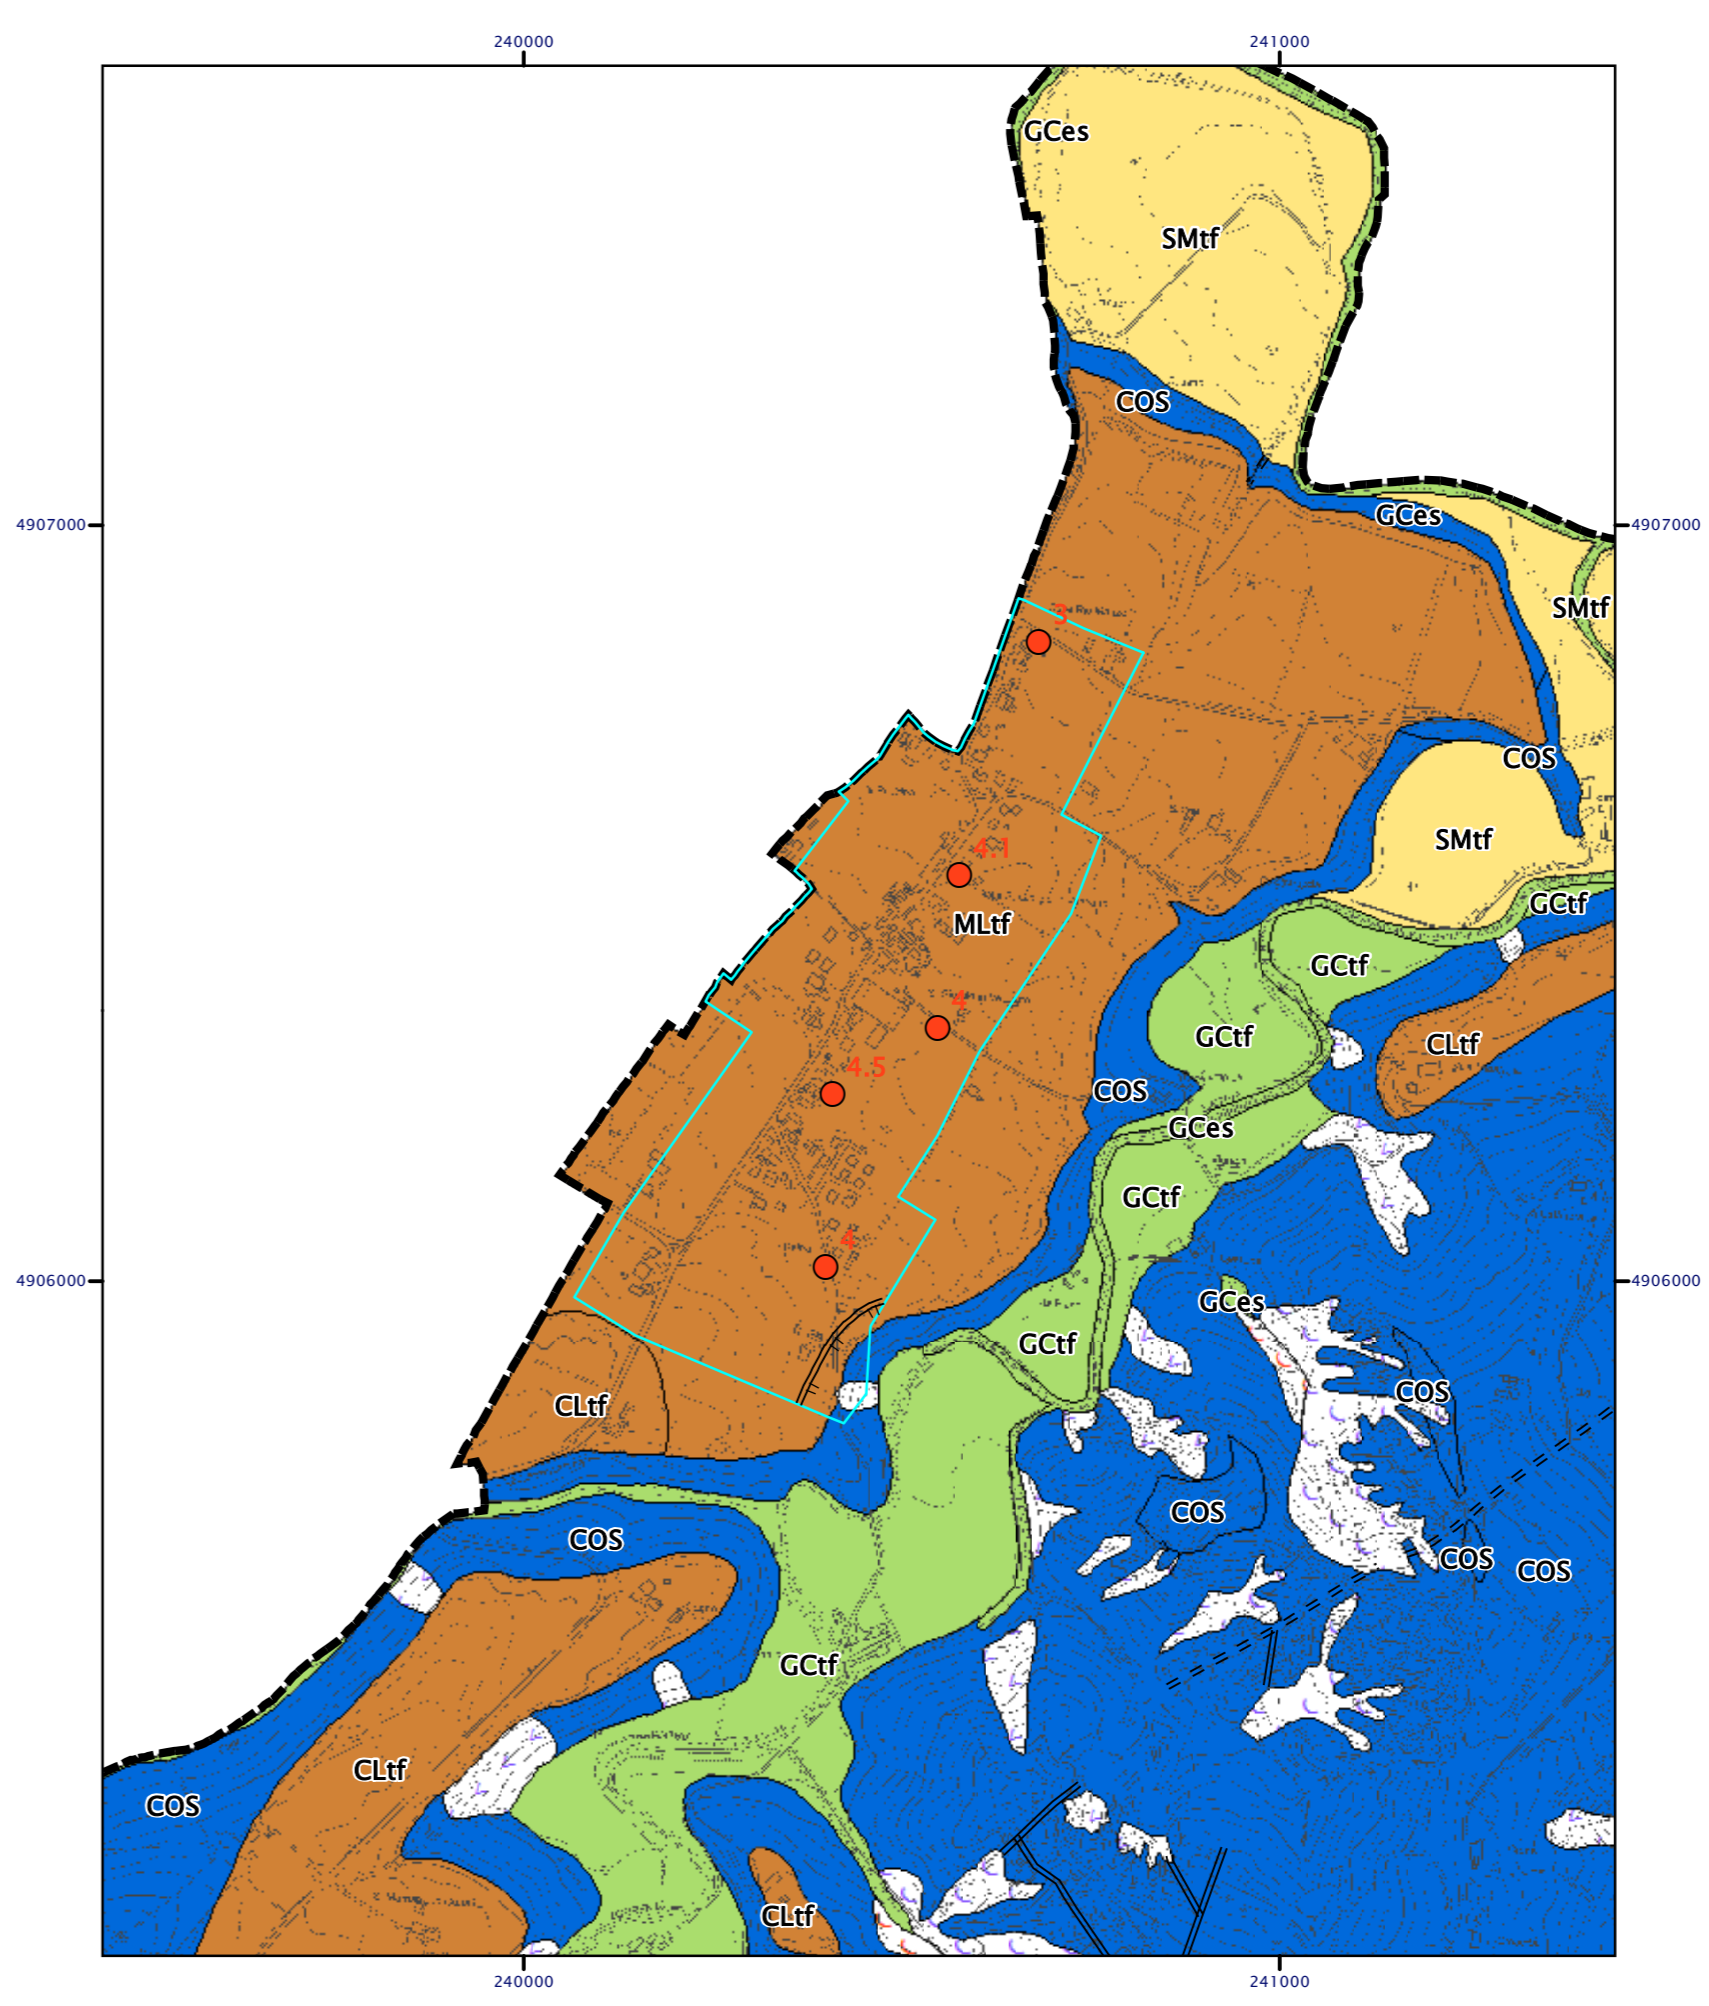 240000 241000
GCes
SMtf
COS
4907000 GCes 4907000
3 SMtf
COS
4.1 SMtf
MLtf GCtf
GCtf
4 GCtf CLtf
4.5 COS
GCes
GCtf
4
4906000 4906000
GCes
GCtf
CLtf COS
COS
COS COS COS
GCtf
CLtf
COS
CLtf
240000 241000